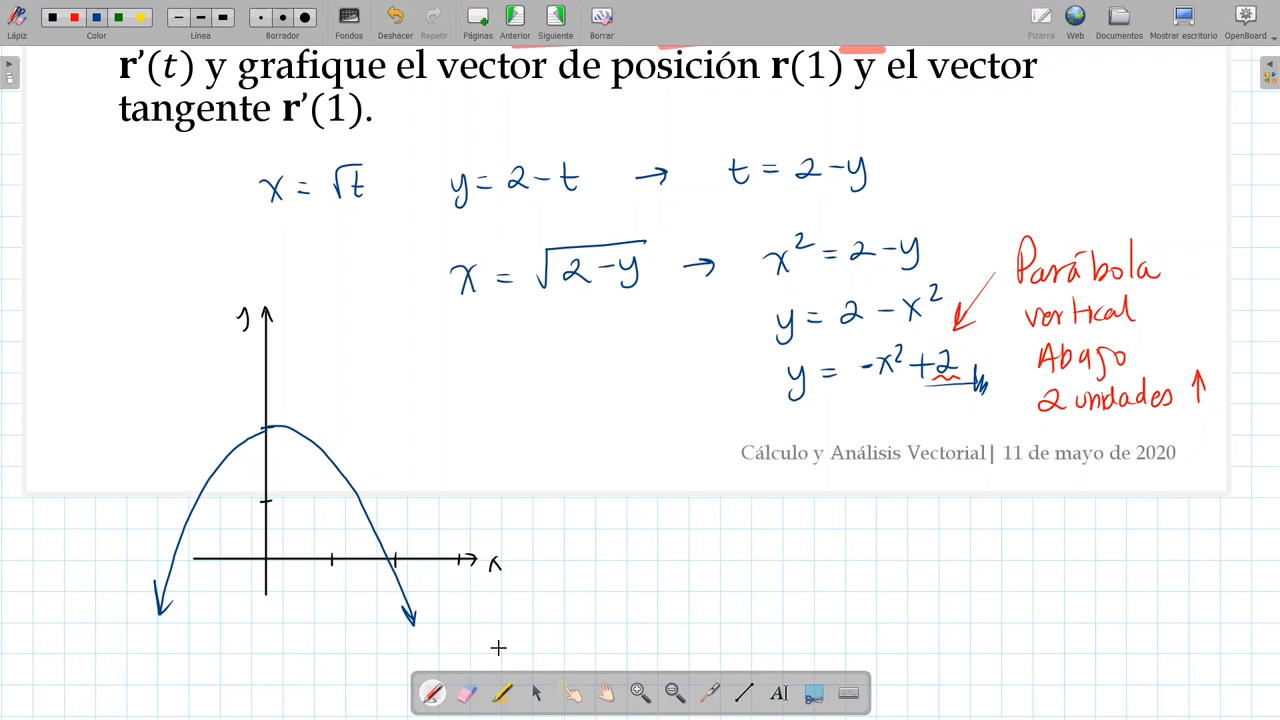 Lápiz Color Línea Borrador Fondos Deshacer Repetir Páginas Anterior Siguiente Borrar Pizarra Web Documentos Mostrar escritorio OpenBoard
r'(t) y grafique el vector de posición r(1) y el vector
tangente r'(1).
x = √t y = 2 - t → t = 2 - y
x = √(2 - y) → x² = 2 - y
y = 2 - x²
y = -x² + 2
Parábola
vertical
Abajo
2 unidades ↑
y
x
Cálculo y Análisis Vectorial| 11 de mayo de 2020